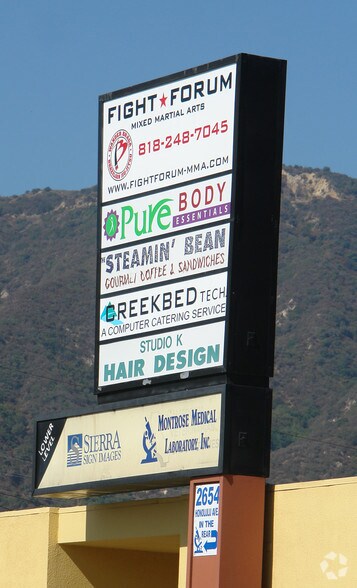 FIGHT★FORUM
MIXED MARTIAL ARTS
818-248-7045
WWW.FIGHTFORUM-MMA.COM
Pure BODY
ESSENTIALS
"STEAMIN' BEAN
GOURMET COFFEE & SANDWICHES
CREEKBED TECH
A COMPUTER CATERING SERVICE
STUDIO K
HAIR DESIGN
LOWER
LEVEL
SIERRA
SIGN IMAGES
MONTROSE MEDICAL
LABORATORY, INC
2654
HONOLULU AVE
IN THE
REAR